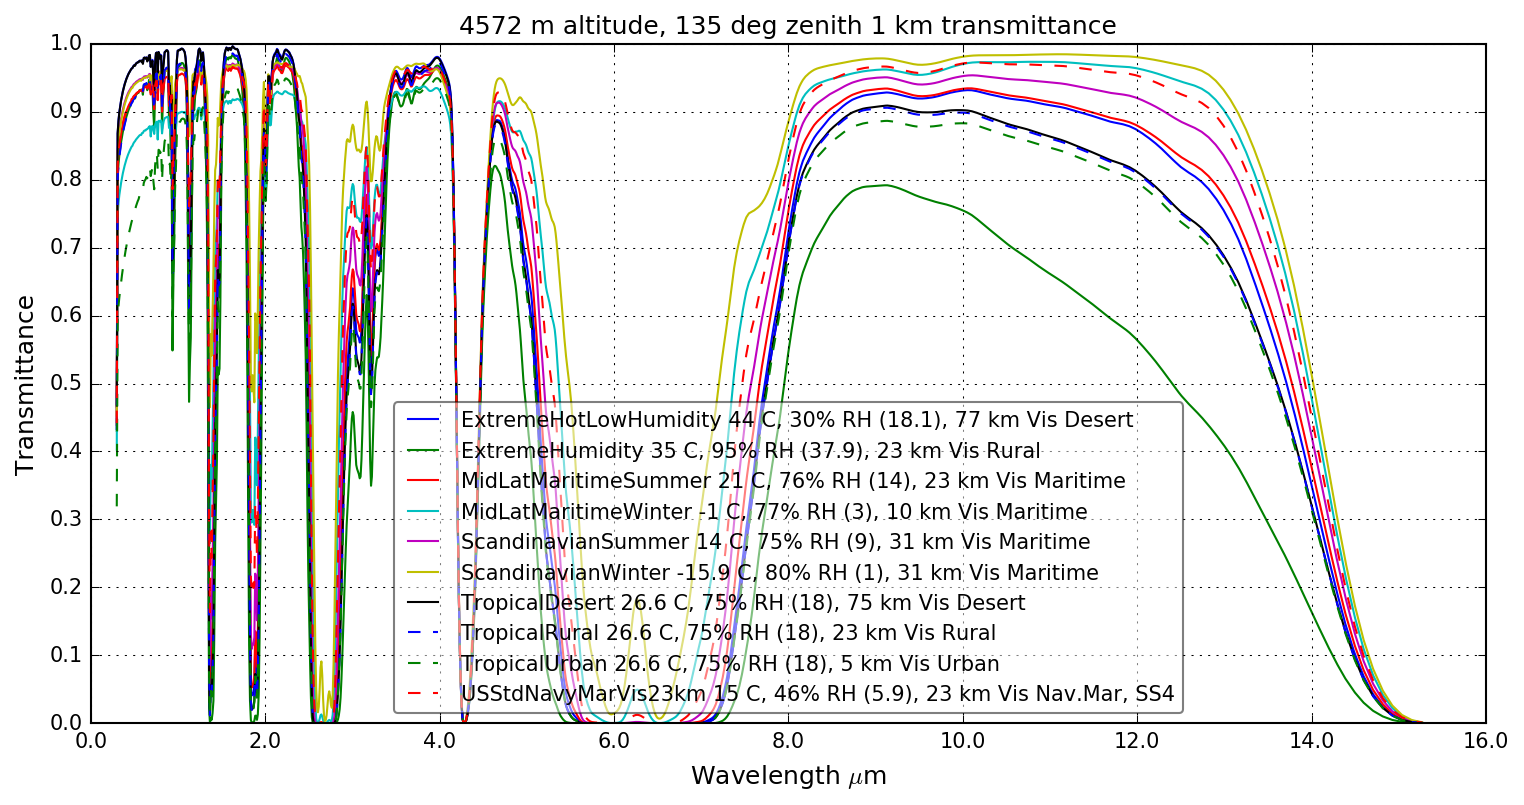 4572 m altitude, 135 deg zenith 1 km transmittance
1.0
0.9
0.8
0.7
0.6
0.5
0.4
0.3
0.2
0.1
0.0
Transmittance
ExtremeHotLowHumidity 44 C, 30% RH (18.1), 77 km Vis Desert
ExtremeHumidity 35 C, 95% RH (37.9), 23 km Vis Rural
MidLatMaritimeSummer 21 C, 76% RH (14), 23 km Vis Maritime
MidLatMaritimeWinter -1 C, 77% RH (3), 10 km Vis Maritime
ScandinavianSummer 14 C, 75% RH (9), 31 km Vis Maritime
ScandinavianWinter -15.9 C, 80% RH (1), 31 km Vis Maritime
TropicalDesert 26.6 C, 75% RH (18), 75 km Vis Desert
TropicalRural 26.6 C, 75% RH (18), 23 km Vis Rural
TropicalUrban 26.6 C, 75% RH (18), 5 km Vis Urban
USStdNavyMarVis23km 15 C, 46% RH (5.9), 23 km Vis Nav.Mar, SS4
0.0 2.0 4.0 6.0 8.0 10.0 12.0 14.0 16.0
Wavelength μm